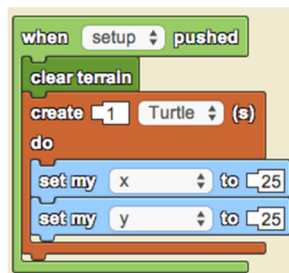 when setup pushed
clear terrain
create 1 Turtle (s)
do
set my x to 25
set my y to 25